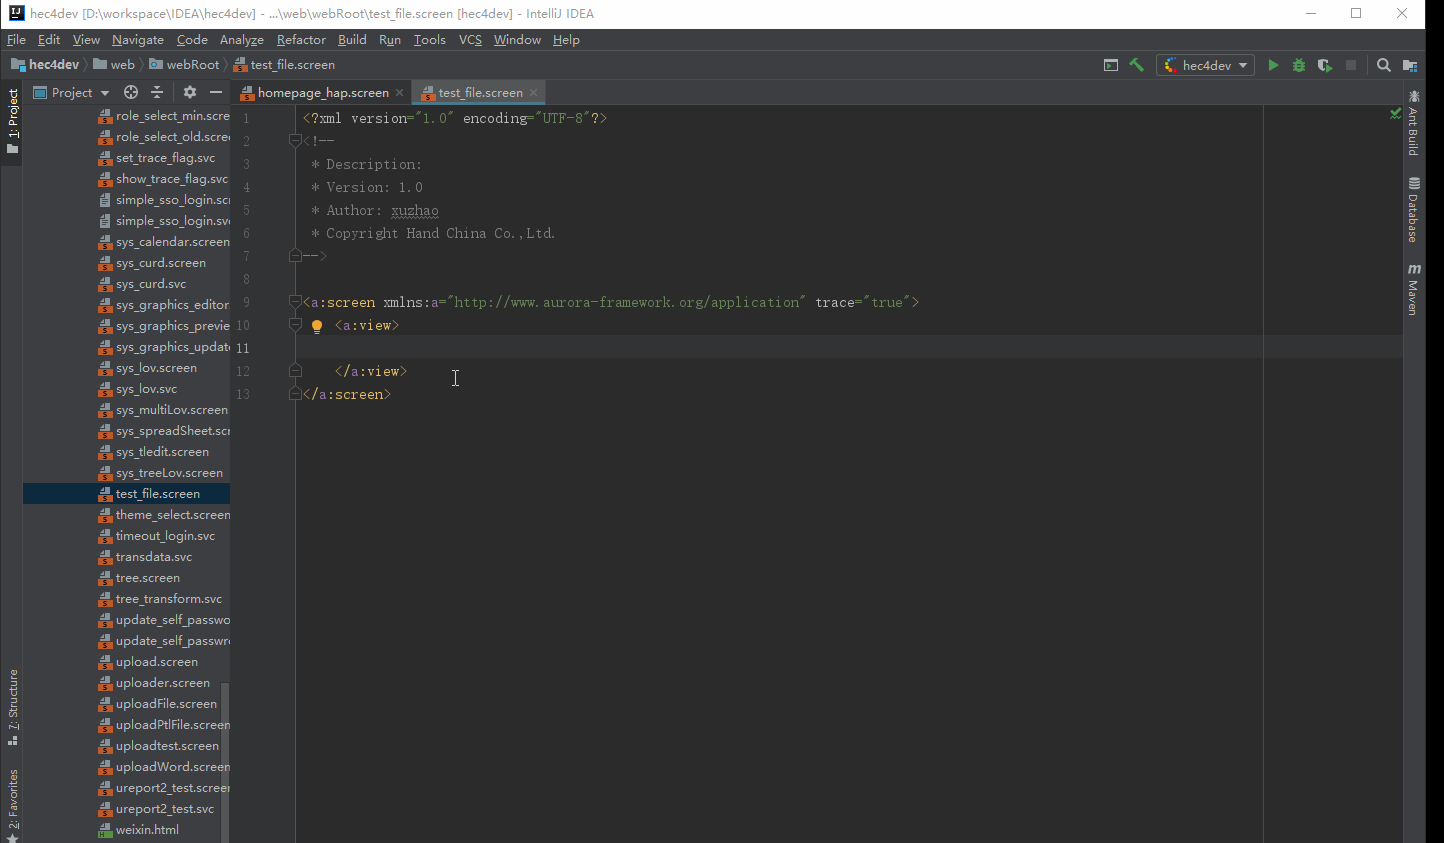 hec4dev [D:\workspace\IDEA\hec4dev] - ...\web\webRoot\test_file.screen [hec4dev] - IntelliJ IDEA
File Edit View Navigate Code Analyze Refactor Build Run Tools VCS Window Help
hec4dev web webRoot test_file.screen hec4dev
Project
homepage_hap.screen
test_file.screen
1: Project
7: Structure
2: Favorites
role_select_min.scre
role_select_old.scree
set_trace_flag.svc
show_trace_flag.svc
simple_sso_login.scr
simple_sso_login.svc
sys_calendar.screen
sys_curd.screen
sys_curd.svc
sys_graphics_editor
sys_graphics_previe
sys_graphics_update
sys_lov.screen
sys_lov.svc
sys_multiLov.screen
sys_spreadSheet.scr
sys_tledit.screen
sys_treeLov.screen
test_file.screen
theme_select.screen
timeout_login.svc
transdata.svc
tree.screen
tree_transform.svc
update_self_passwo
update_self_passwr
upload.screen
uploader.screen
uploadFile.screen
uploadPtlFile.screen
uploadtest.screen
uploadWord.screen
ureport2_test.screen
ureport2_test.svc
weixin.html
1 <?xml version="1.0" encoding="UTF-8"?>
2 <!--
3 * Description:
4 * Version: 1.0
5 * Author: xuzhao
6 * Copyright Hand China Co.,Ltd.
7 -->
8
9 <a:screen xmlns:a="http://www.aurora-framework.org/application" trace="true">
10 <a:view>
11
12 </a:view>
13 </a:screen>
Ant Build
Database
Maven